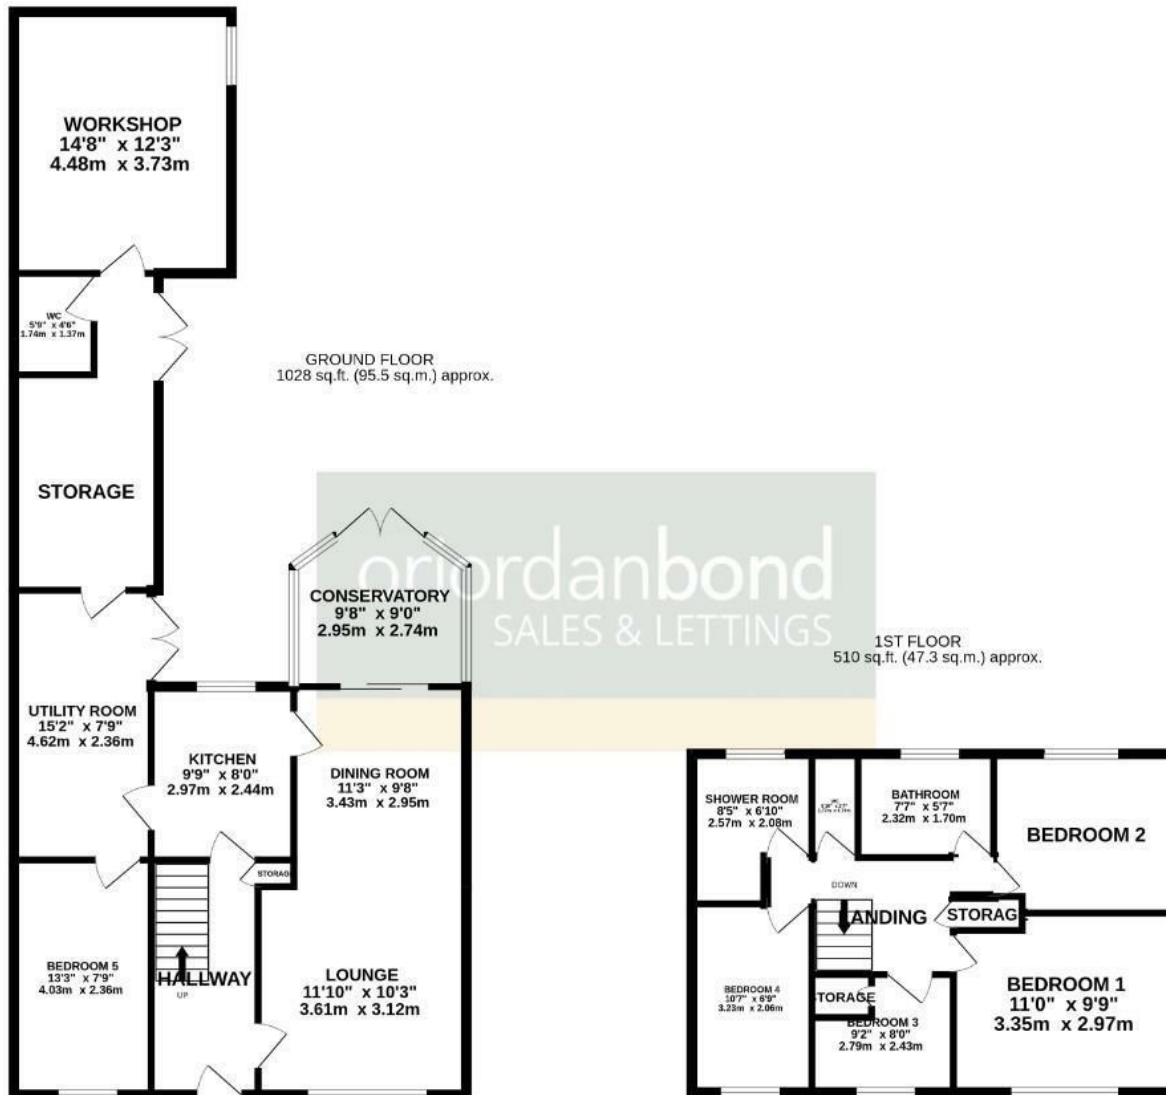 WORKSHOP
14'8" x 12'3"
4.48m x 3.73m
WC
5'9" x 4'6"
1.74m x 1.37m
GROUND FLOOR
1028 sq.ft. (95.5 sq.m.) approx.
STORAGE
oriordanbond
SALES & LETTINGS
CONSERVATORY
9'8" x 9'0"
2.95m x 2.74m
1ST FLOOR
510 sq.ft. (47.3 sq.m.) approx.
UTILITY ROOM
15'2" x 7'9"
4.62m x 2.36m
KITCHEN
9'9" x 8'0"
2.97m x 2.44m
DINING ROOM
11'3" x 9'8"
3.43m x 2.95m
STORAG
BEDROOM 5
13'3" x 7'9"
4.03m x 2.36m
HALLWAY
UP
LOUNGE
11'10" x 10'3"
3.61m x 3.12m
SHOWER ROOM
8'5" x 6'10"
2.57m x 2.08m
BATHROOM
7'7" x 5'7"
2.32m x 1.70m
BEDROOM 2
DOWN
LANDING
STORAG
BEDROOM 4
10'7" x 6'9"
3.23m x 2.06m
STORAGE
BEDROOM 3
9'2" x 8'0"
2.79m x 2.43m
BEDROOM 1
11'0" x 9'9"
3.35m x 2.97m